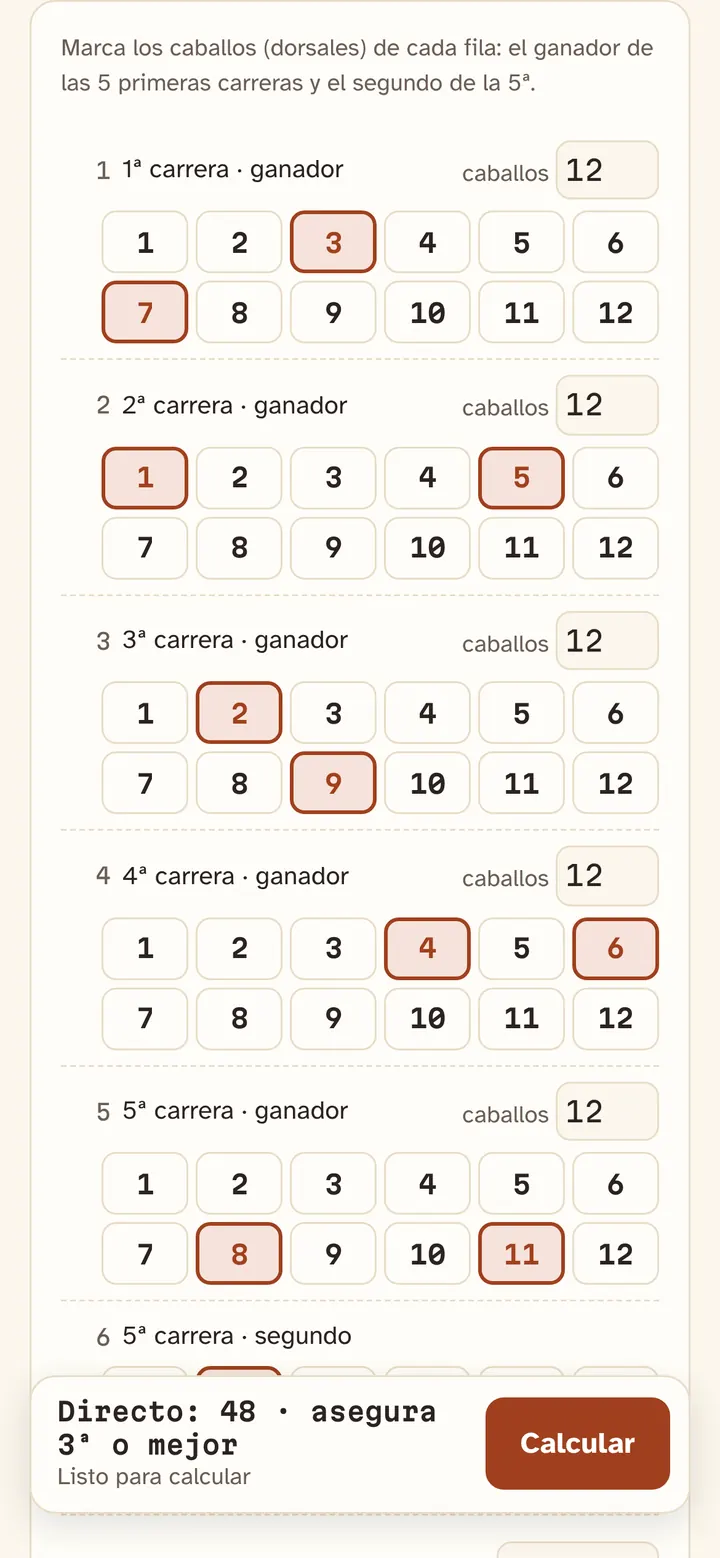 Marca los caballos (dorsales) de cada fila: el ganador de
las 5 primeras carreras y el segundo de la 5ª.
1 1ª carrera · ganador caballos 12
1 2 3 4 5 6
7 8 9 10 11 12
2 2ª carrera · ganador caballos 12
1 2 3 4 5 6
7 8 9 10 11 12
3 3ª carrera · ganador caballos 12
1 2 3 4 5 6
7 8 9 10 11 12
4 4ª carrera · ganador caballos 12
1 2 3 4 5 6
7 8 9 10 11 12
5 5ª carrera · ganador caballos 12
1 2 3 4 5 6
7 8 9 10 11 12
6 5ª carrera · segundo
Directo: 48 · asegura
3ª o mejor
Listo para calcular
Calcular